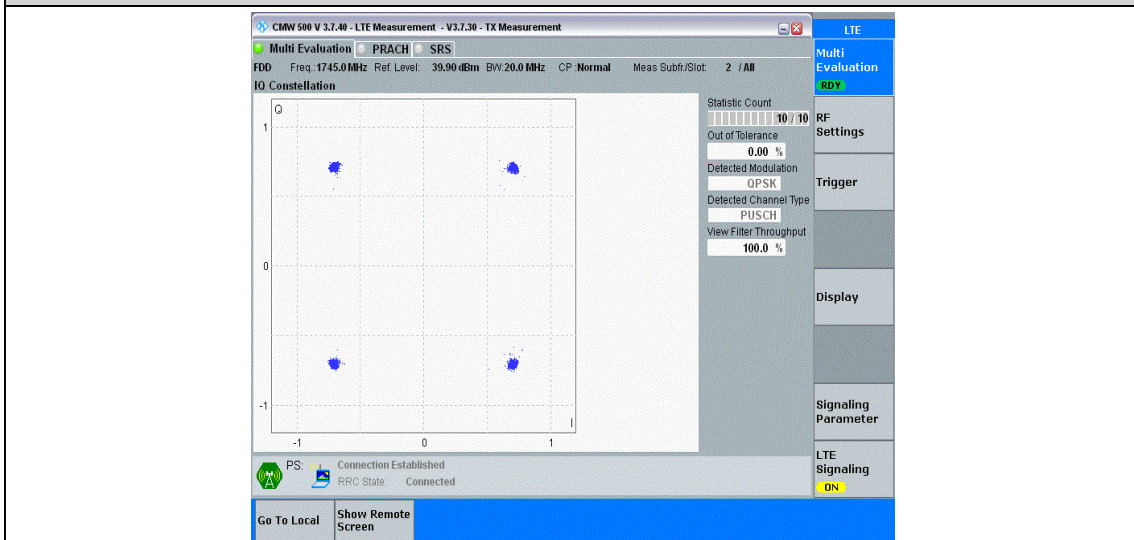 CMW 500 V 3.7.40 - LTE Measurement - V3.7.30 - TX Measurement
LTE
Multi Evaluation PRACH SRS
FDD Freq.:1745.0 MHz Ref. Level: 39.90 dBm BW:20.0 MHz CP :Normal Meas Subfr./Slot: 2 / All
IQ Constellation
Q
1
0
-1
I
-1 0 1
Statistic Count
10 / 10
Out of Tolerance
0.00 %
Detected Modulation
QPSK
Detected Channel Type
PUSCH
View Filter Throughput
100.0 %
Multi
Evaluation
RDY
RF
Settings
Trigger
Display
Signaling
Parameter
LTE
Signaling
ON
PS: Connection Established
RRC State: Connected
Go To Local
Show Remote
Screen